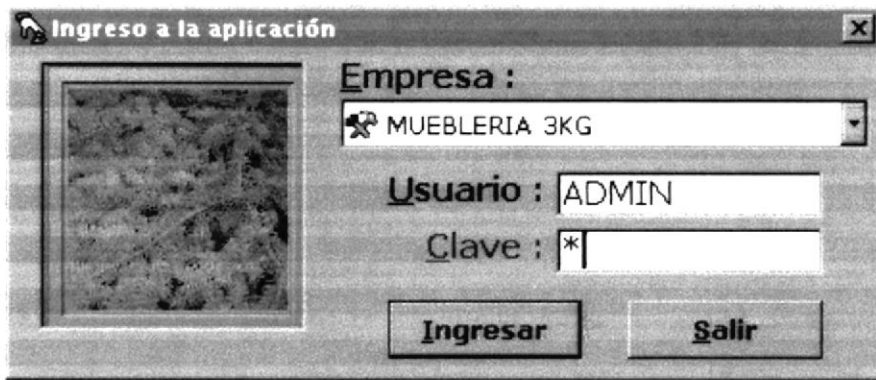 Ingreso a la aplicación
Empresa :
MUEBLERIA 3KG
Usuario : ADMIN
Clave : *
Ingresar Salir